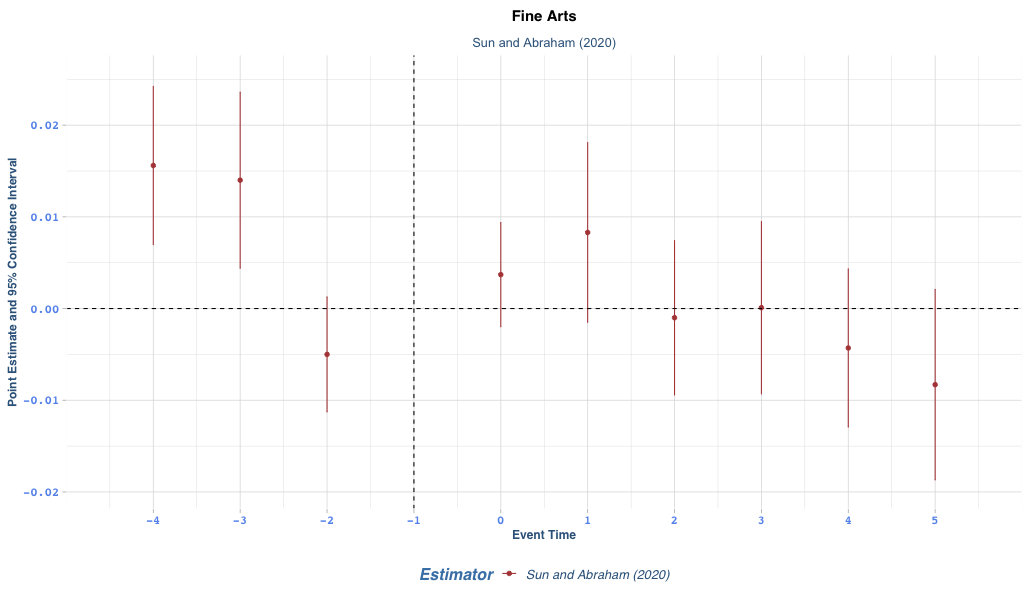 Fine Arts
Sun and Abraham (2020)
Point Estimate and 95% Confidence Interval
0.02
0.01
0.00
−0.01
−0.02
−4 −3 −2 −1 0 1 2 3 4 5
Event Time
Estimator Sun and Abraham (2020)